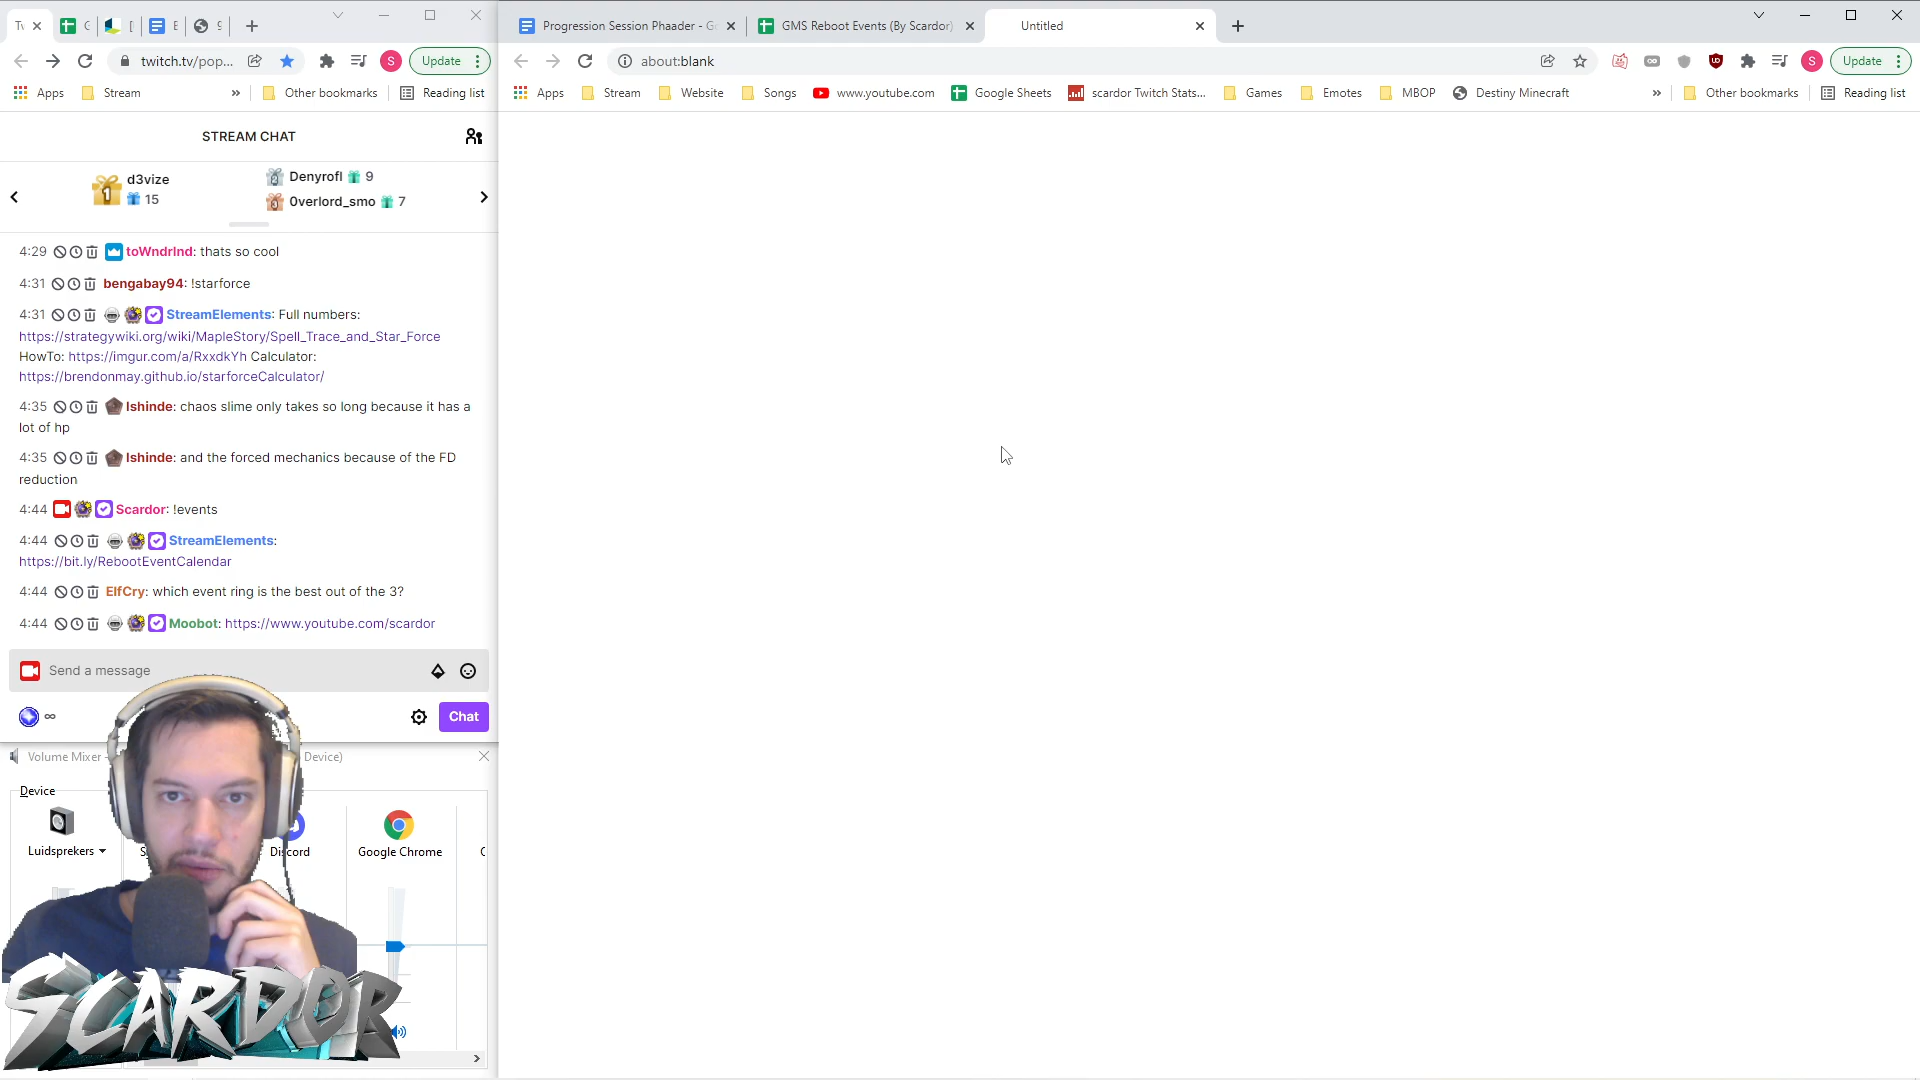 Tv
C
[
E
9
twitch.tv/pop...
S
Update
Apps
Stream
»
Other bookmarks
Reading list
STREAM CHAT
1
d3vize
15
2
Denyrofl
9
3
0verlord_smo
7
4:29 toWndrlnd: thats so cool
4:31 bengabay94: !starforce
4:31 StreamElements: Full numbers:
https://strategywiki.org/wiki/MapleStory/Spell_Trace_and_Star_Force
HowTo: https://imgur.com/a/RxxdkYh Calculator:
https://brendonmay.github.io/starforceCalculator/
4:35 Ishinde: chaos slime only takes so long because it has a
lot of hp
4:35 Ishinde: and the forced mechanics because of the FD
reduction
4:44 Scardor: !events
4:44 StreamElements:
https://bit.ly/RebootEventCalendar
4:44 ElfCry: which event ring is the best out of the 3?
4:44 Moobot: https://www.youtube.com/scardor
Send a message
∞
Chat
Volume Mixer -
Device)
Device
Luidsprekers
S
Discord
Google Chrome
SCARDOR
Progression Session Phaader - Go
GMS Reboot Events (By Scardor)
Untitled
about:blank
S
Update
Apps
Stream
Website
Songs
www.youtube.com
Google Sheets
scardor Twitch Stats...
Games
Emotes
MBOP
Destiny Minecraft
»
Other bookmarks
Reading list